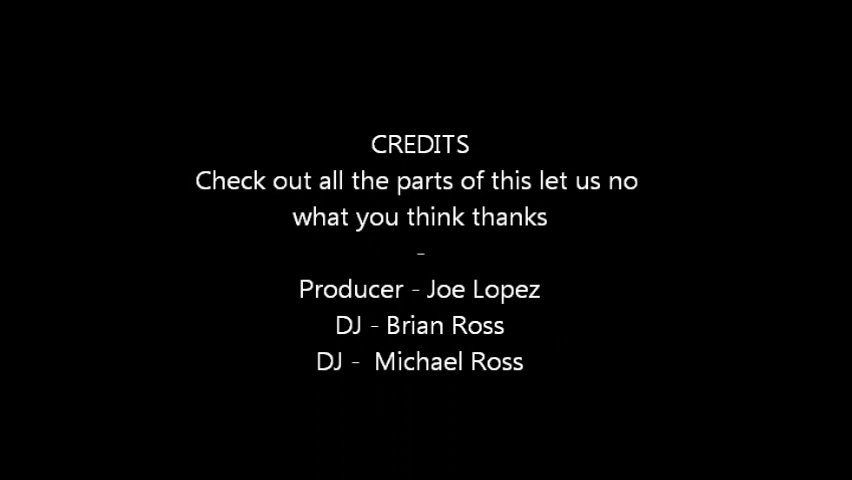 CREDITS
Check out all the parts of this let us no
what you think thanks
-
Producer - Joe Lopez
DJ - Brian Ross
DJ -  Michael Ross